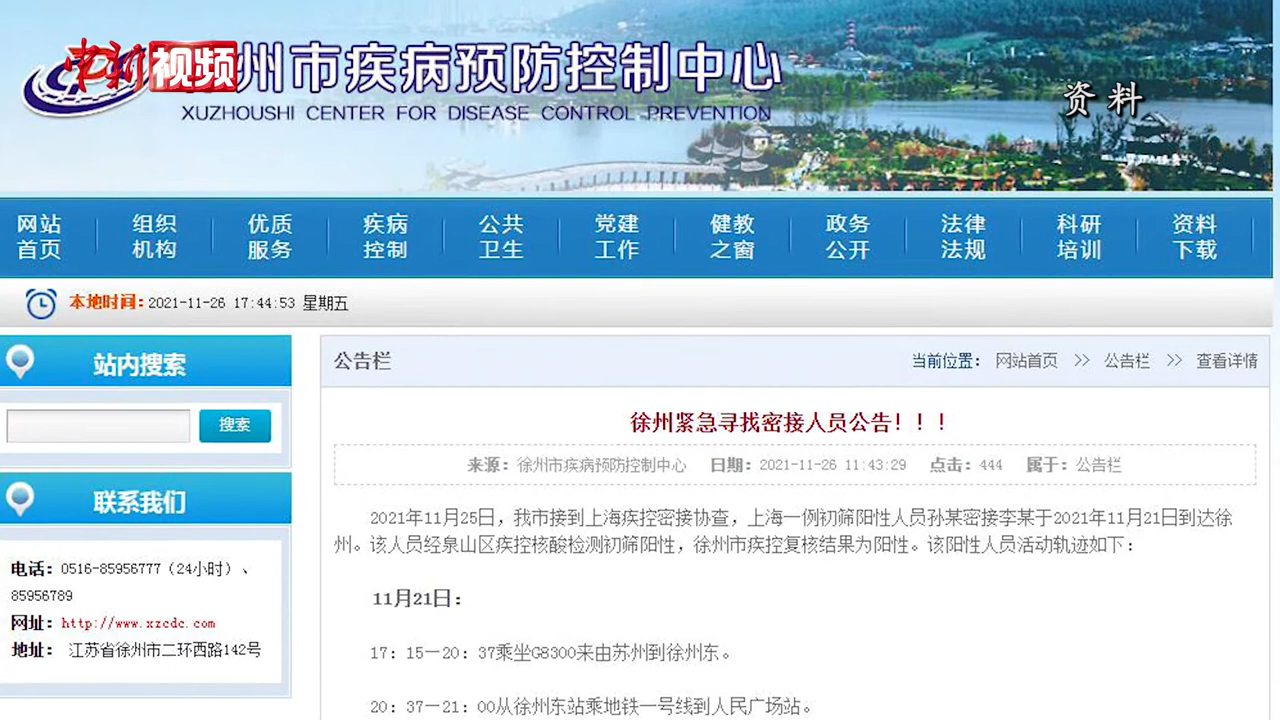 中新视频
州市疾病预防控制中心
XUZHOUSHI CENTER FOR DISEASE CONTROL PREVENTION
资料
网站首页 组织机构 优质服务 疾病控制 公共卫生 党建工作 健教之窗 政务公开 法律法规 科研培训 资料下载
本地时间：2021-11-26 17:44:53 星期五
站内搜索
搜索
联系我们
电话：0516-85956777（24小时）、
85956789
网址：http://www.xzcdc.com
地址： 江苏省徐州市二环西路142号
公告栏
当前位置： 网站首页 >> 公告栏 >> 查看详情
徐州紧急寻找密接人员公告！！！
来源：徐州市疾病预防控制中心 日期：2021-11-26 11:43:29 点击：444 属于：公告栏
2021年11月25日，我市接到上海疾控密接协查，上海一例初筛阳性人员孙某密接李某于2021年11月21日到达徐
州。该人员经泉山区疾控核酸检测初筛阳性，徐州市疾控复核结果为阳性。该阳性人员活动轨迹如下：
11月21日：
17：15—20：37乘坐G8300来由苏州到徐州东。
20：37—21：00从徐州东站乘地铁一号线到人民广场站。